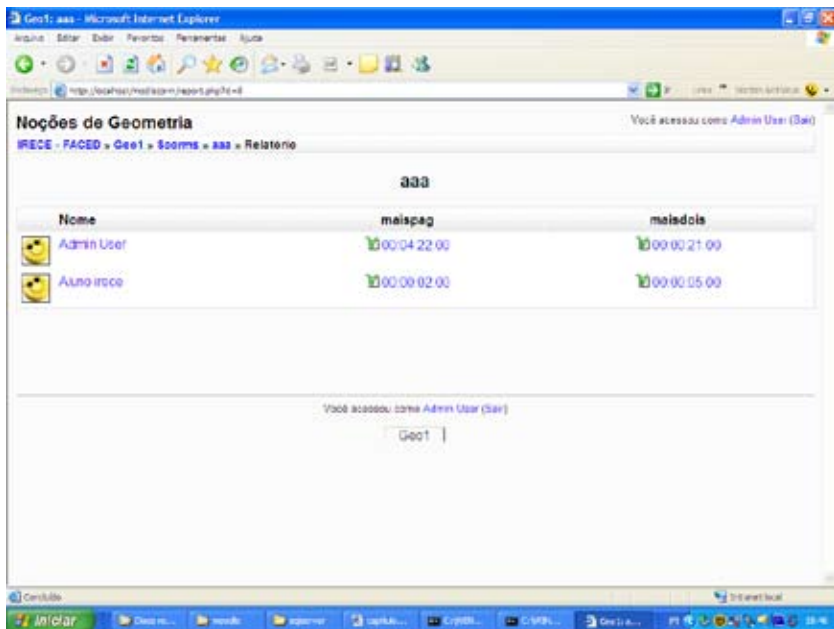 Geo1: aaa - Microsoft Internet Explorer
Arquivo Editar Exibir Favoritos Ferramentas Ajuda
Noções de Geometria
Você acessou como Admin User (Sair)
IRECE - FACED » Geo1 » Scorms » aaa » Relatorio
aaa
Nome maispag maisdois
Admin User 00:04:22.00 00:00:21.00
Aluno irece 00:00:02.00 00:00:05.00
Você acessou como Admin User (Sair)
Geo1
Concluído Intranet local
Iniciar moodle